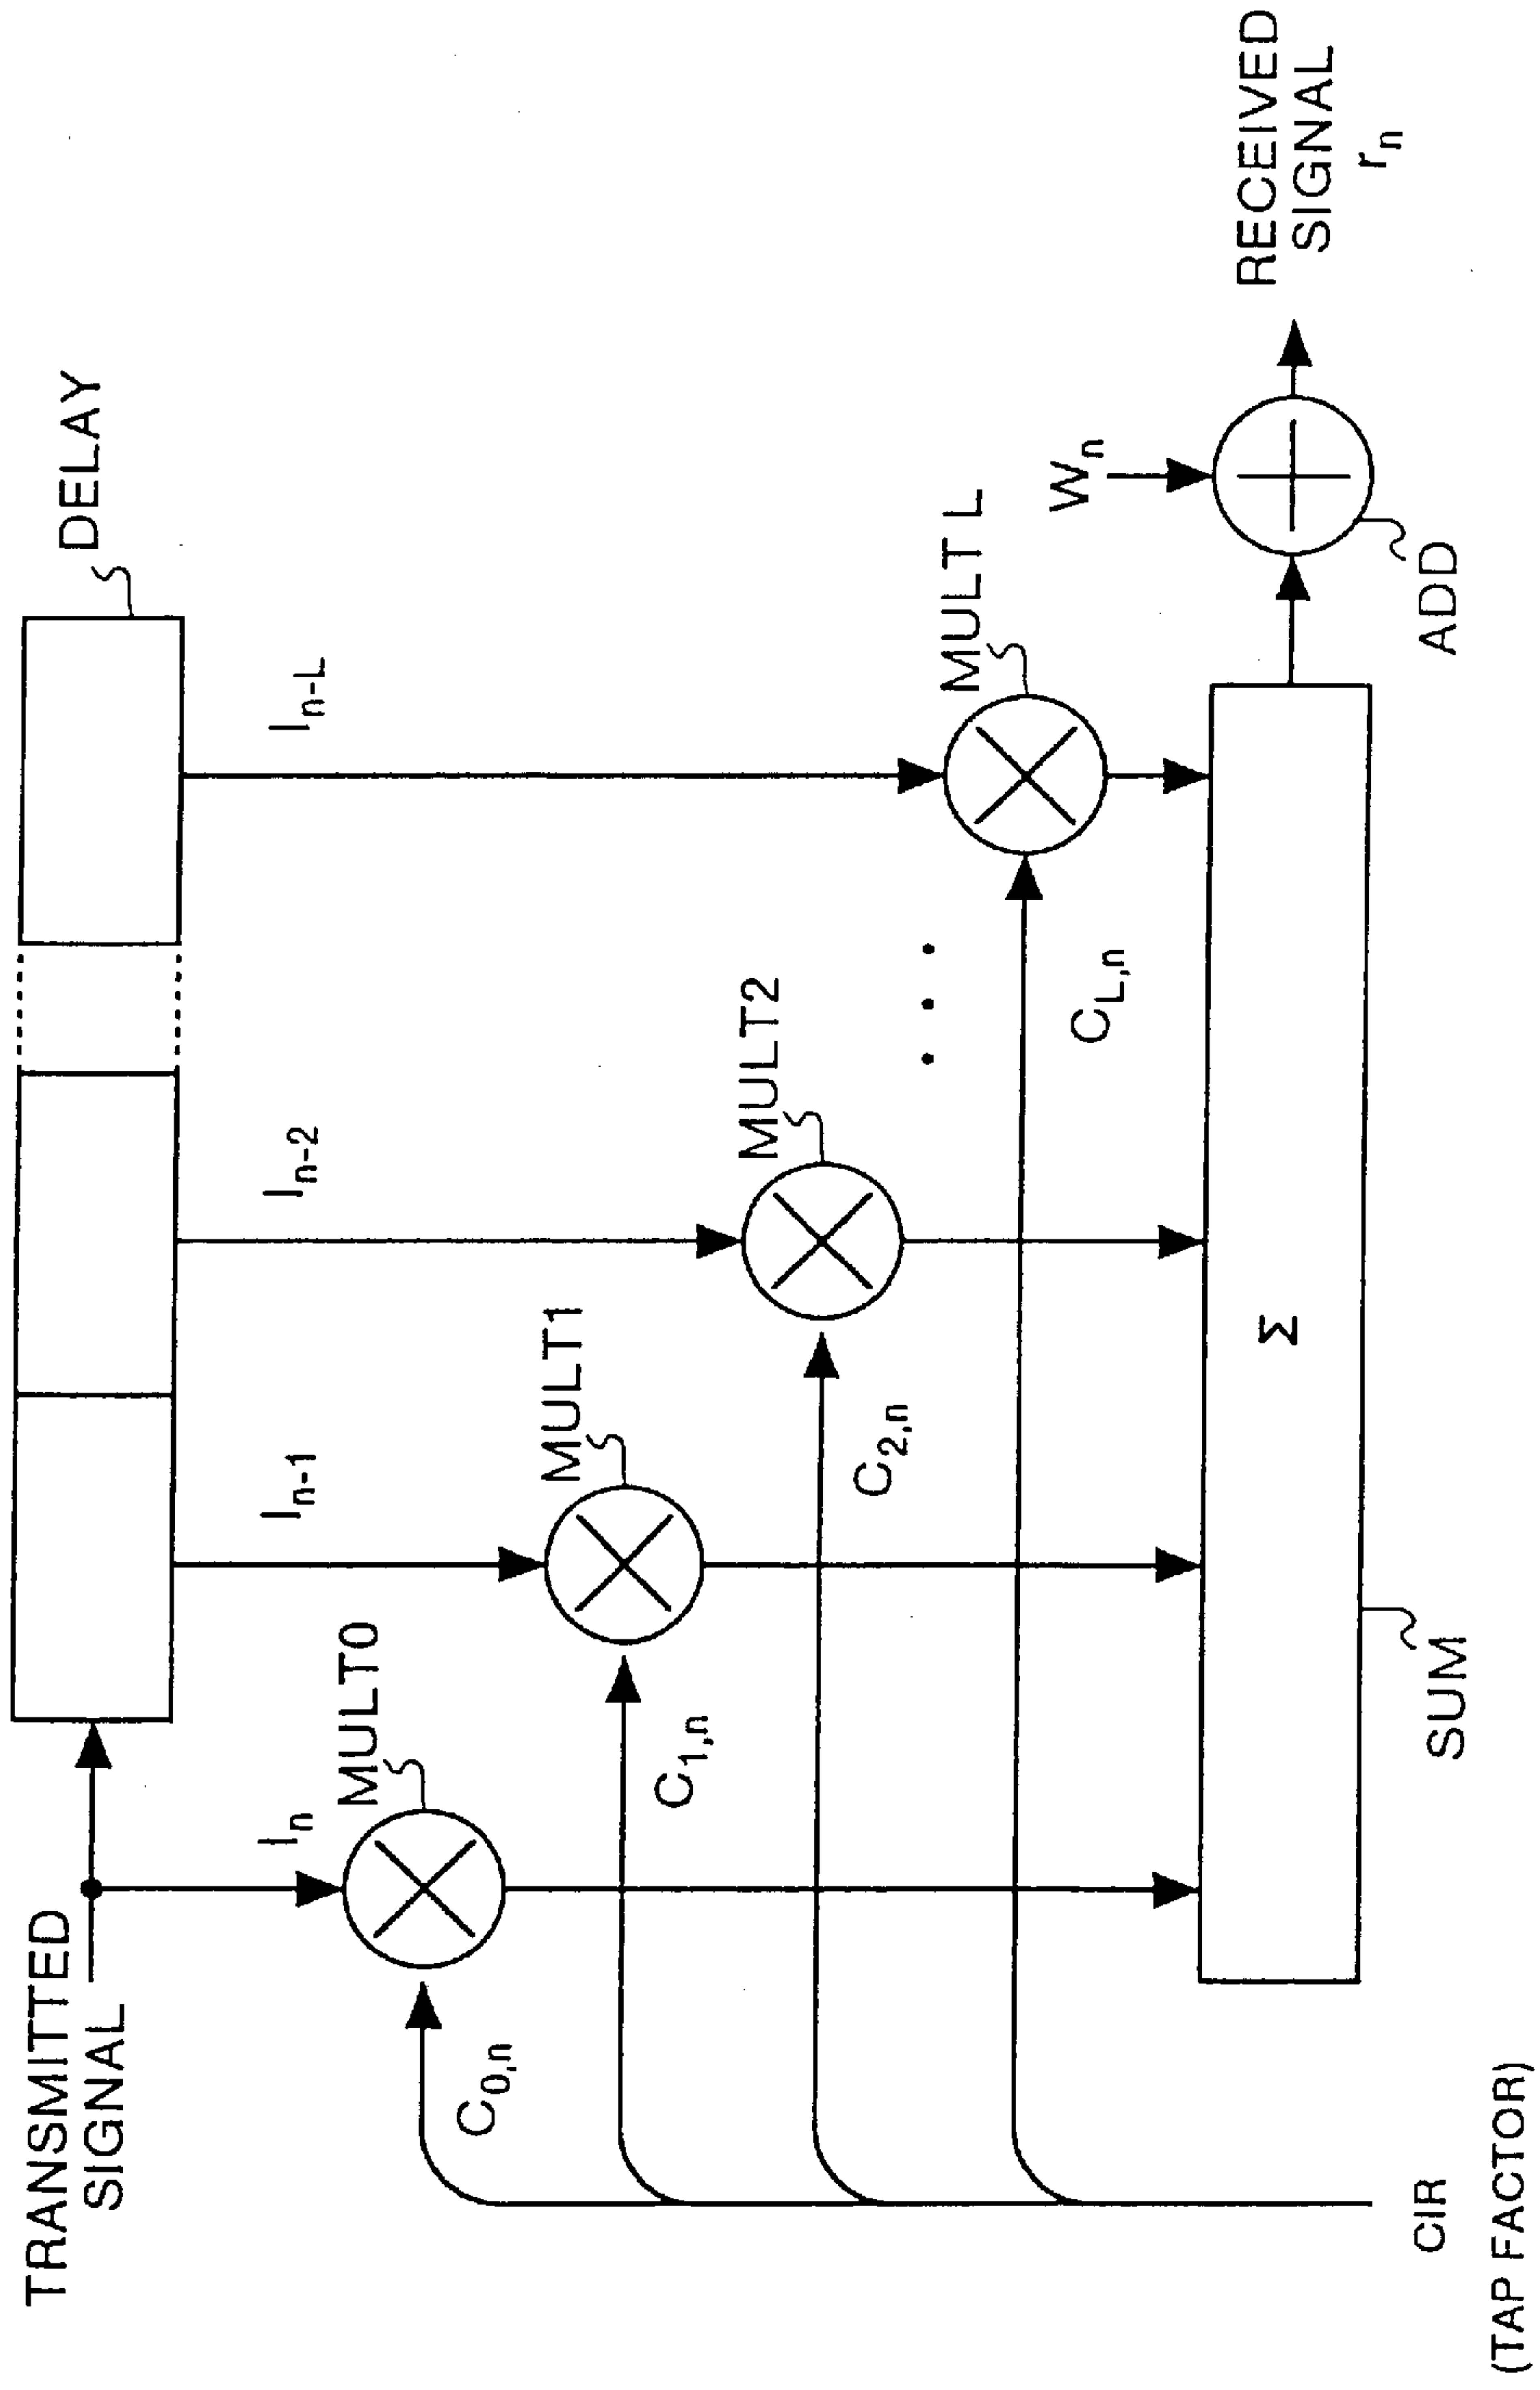 TRANSMITTED
SIGNAL
DELAY
I_n
I_{n-1}
I_{n-2}
I_{n-L}
MULT0
MULT1
MULT2
MULT L
C_{0,n}
C_{1,n}
C_{2,n}
C_{L,n}
. . .
W_n
Σ
RECEIVED
SIGNAL
r_n
ADD
SUM
CIR
(TAP FACTOR)